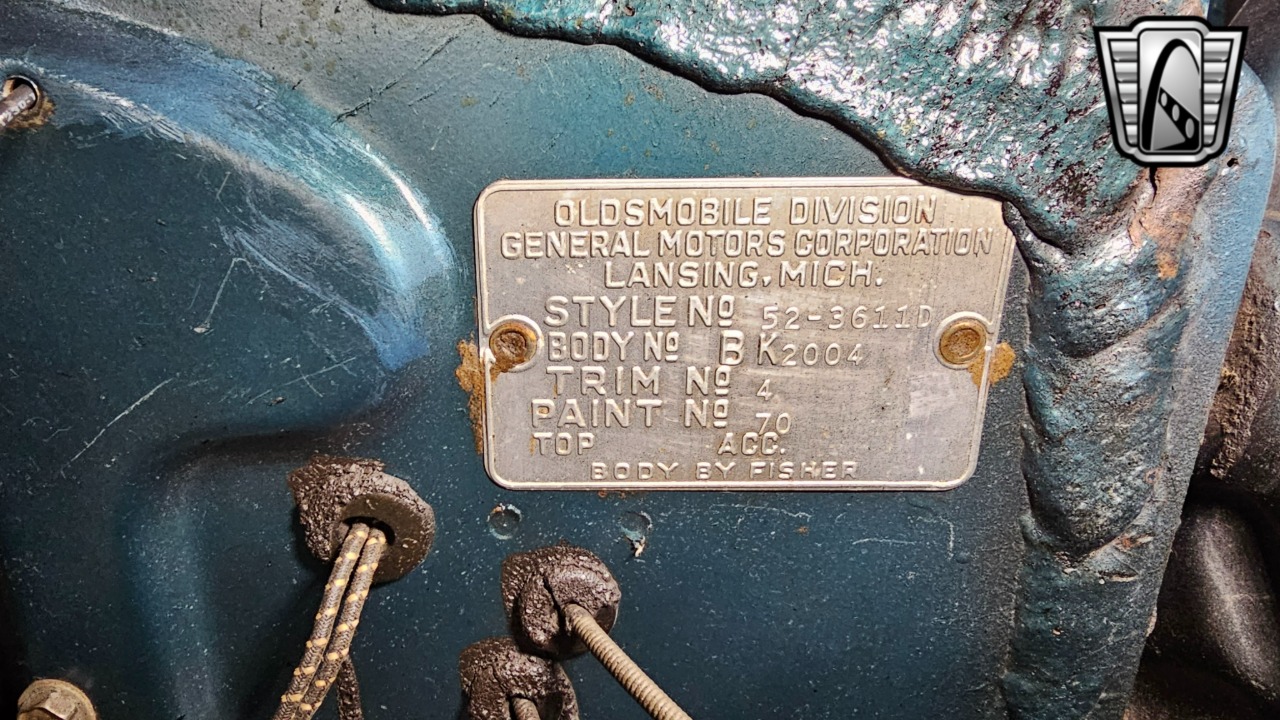 OLDSMOBILE DIVISION
GENERAL MOTORS CORPORATION
LANSING, MICH.
STYLE Nº 52-3611D
BODY Nº BK2004
TRIM Nº 4
PAINT Nº 70
TOP ACC.
BODY BY FISHER